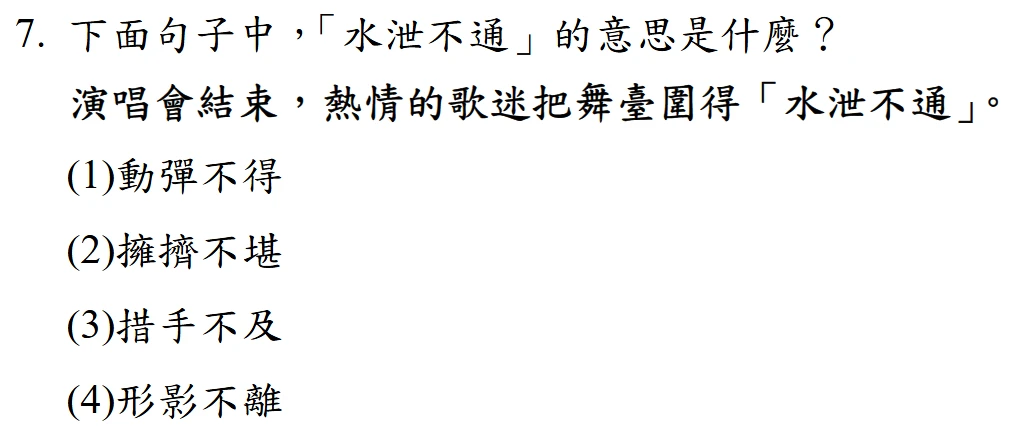 7. 下面句子中，「水泄不通」的意思是什麼？
演唱會結束，熱情的歌迷把舞臺圍得「水泄不通」。
(1)動彈不得
(2)擁擠不堪
(3)措手不及
(4)形影不離